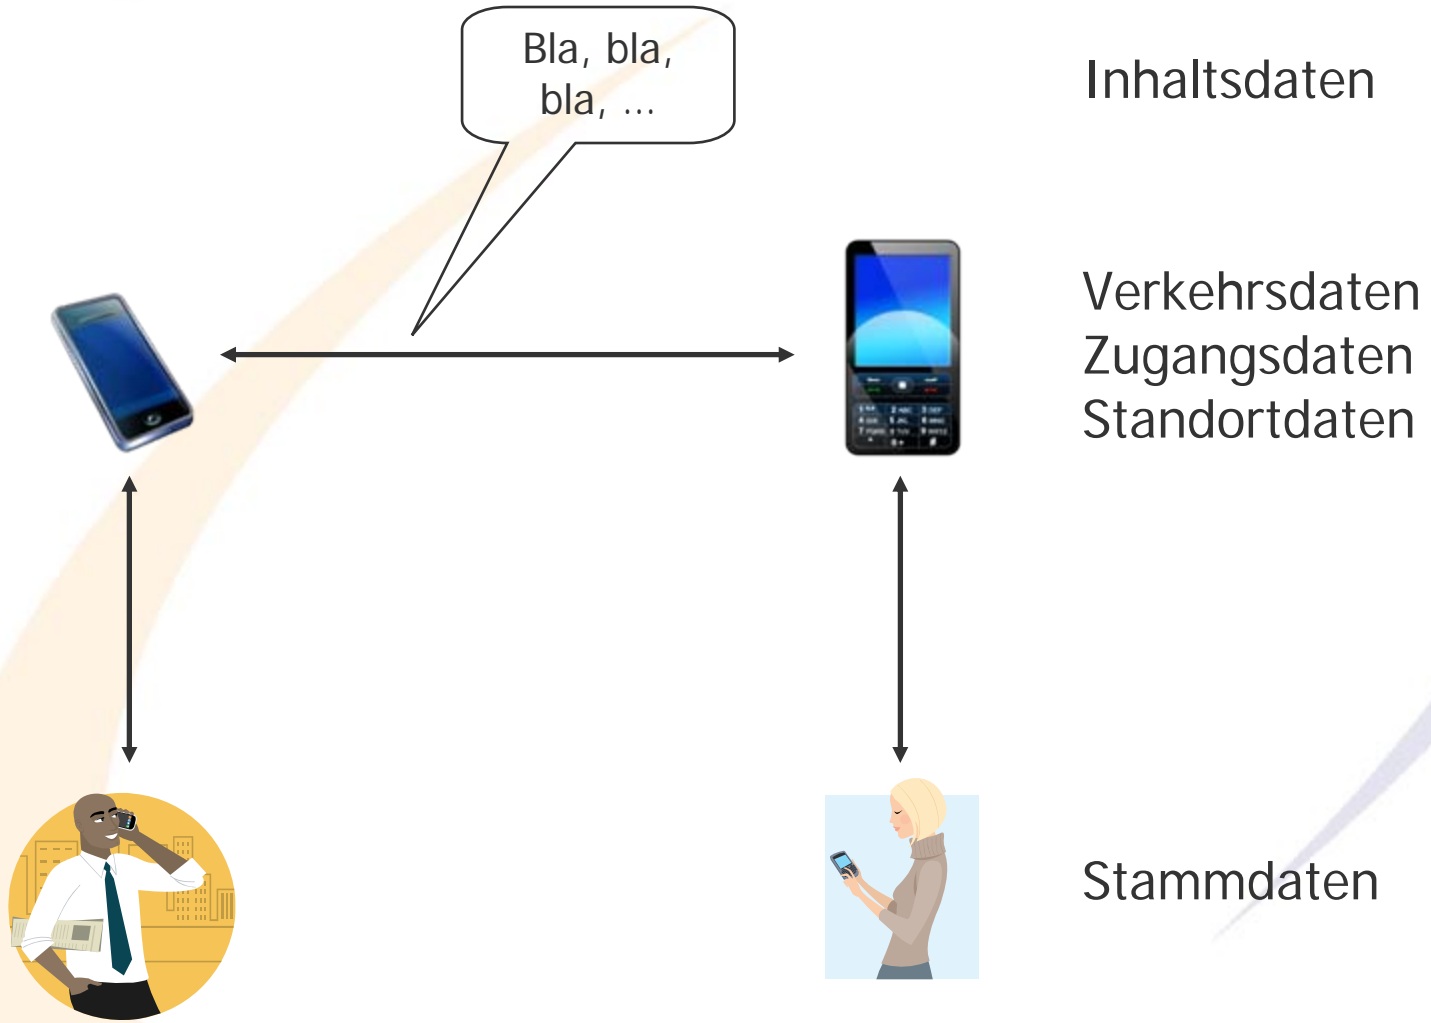 Bla, bla,
bla, ...
Inhaltsdaten
Verkehrsdaten
Zugangsdaten
Standortdaten
Stammdaten